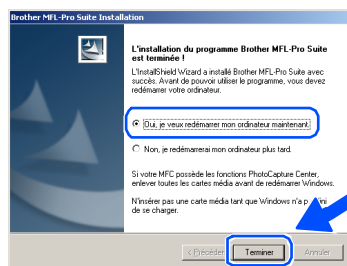 Brother MFL-Pro Suite Installation
L'installation du programme Brother MFL-Pro Suite
est terminée !
L'InstallShield Wizard a installé Brother MFL-Pro Suite avec
succès. Avant de pouvoir utiliser le programme, vous devez
redémarrer votre ordinateur.
Oui, je veux redémarrer mon ordinateur maintenant.
Non, je redémarrerai mon ordinateur plus tard.
Si votre MFC possède les fonctions PhotoCapture Center,
enlever toutes les cartes média avant de redémarrer Windows.
N'insérer pas une carte média tant que Windows n'a
de se charger.
< Précédent
Terminer
Annuler